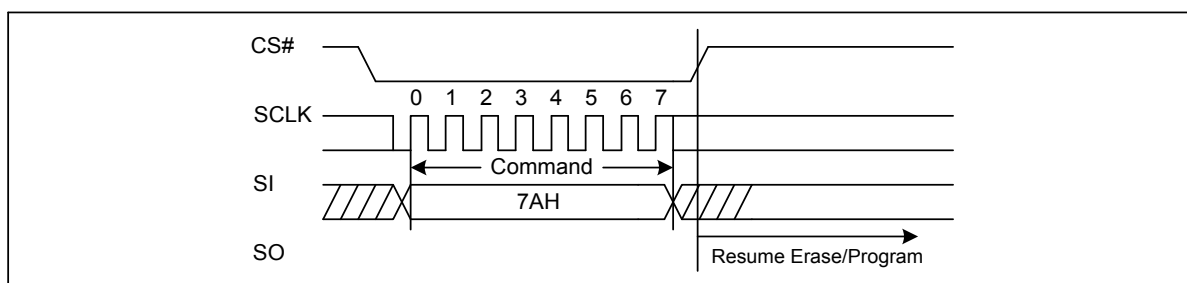 CS#
0 1 2 3 4 5 6 7
SCLK
Command
SI
7AH
SO
Resume Erase/Program